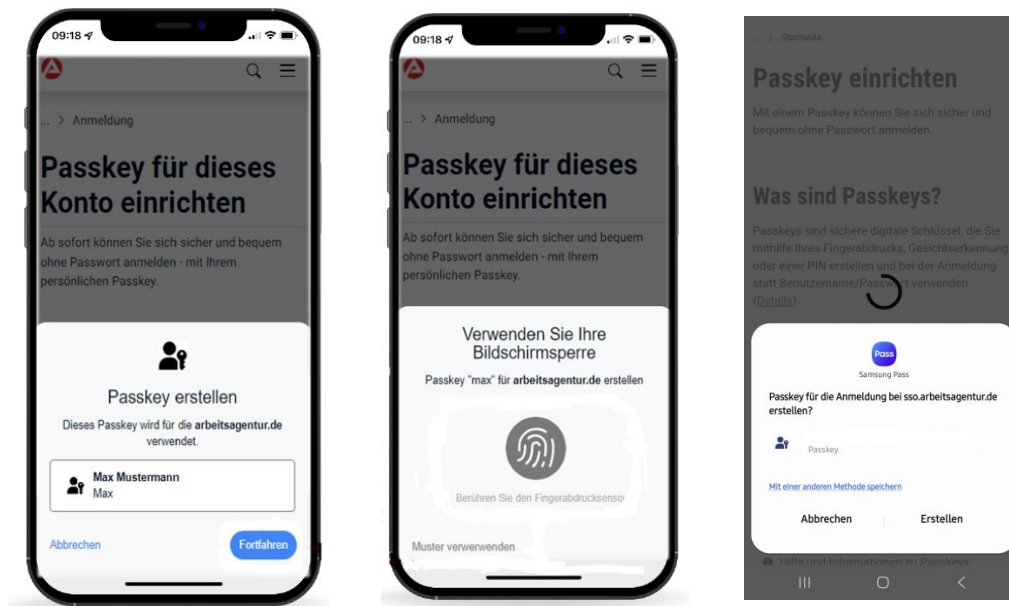 09:18
... > Anmeldung
Passkey für dieses
Konto einrichten
Ab sofort können Sie sich sicher und bequem
ohne Passwort anmelden - mit Ihrem
persönlichen Passkey.
Passkey erstellen
Dieses Passkey wird für die arbeitsagentur.de
verwendet.
Max Mustermann
Max
Abbrechen
Fortfahren
09:18
... > Anmeldung
Passkey für dieses
Konto einrichten
Ab sofort können Sie sich sicher und bequem
ohne Passwort anmelden - mit Ihrem
persönlichen Passkey.
Verwenden Sie Ihre
Bildschirmsperre
Passkey "max" für arbeitsagentur.de erstellen
Berühren Sie den Fingerabdrucksenso
Muster verwerwenden
... > Startseite
Passkey einrichten
Mit einem Passkey können Sie sich sicher und
bequem ohne Passwort anmelden.
Was sind Passkeys?
Passkeys sind sichere digitale Schlüssel, die Sie
mithilfe Ihres Fingerabdrucks, Gesichtserkennung
oder einer PIN erstellen und bei der Anmeldung
statt Benutzername/Passwort verwenden
(Details).
Pass
Samsung Pass
Passkey für die Anmeldung bei sso.arbeitsagentur.de
erstellen?
Passkey
Mit einer anderen Methode speichern
Abbrechen
Erstellen
Hilfe und Informationen zu Passkeys